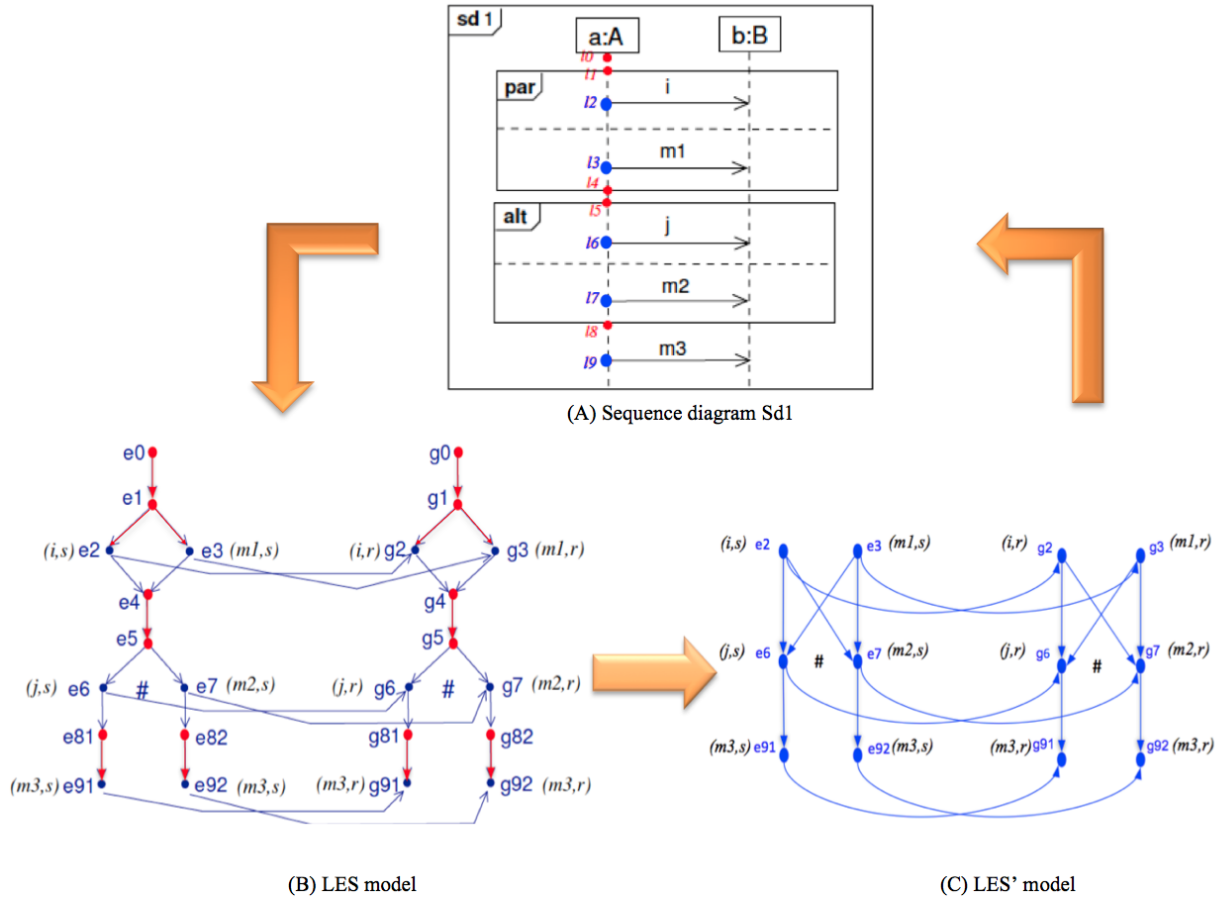 sd 1
a:A
b:B
l0
l1
par
i
l2
m1
l3
l4
l5
alt
j
l6
m2
l7
l8
m3
l9
(A) Sequence diagram Sd1
e0
g0
e1
g1
(i,s) e2
e3 (m1,s)
(i,r) g2
g3 (m1,r)
e4
g4
e5
g5
(j,s) e6
#
e7 (m2,s)
(j,r) g6
#
g7 (m2,r)
e81
e82
g81
g82
(m3,s) e91
e92 (m3,s)
(m3,r) g91
g92 (m3,r)
(B) LES model
(i,s) e2
e3 (m1,s)
(i,r) g2
g3 (m1,r)
(j,s) e6
#
e7 (m2,s)
(j,r) g6
#
g7 (m2,r)
(m3,s) e91
e92 (m3,s)
(m3,r) g91
g92 (m3,r)
(C) LES’ model